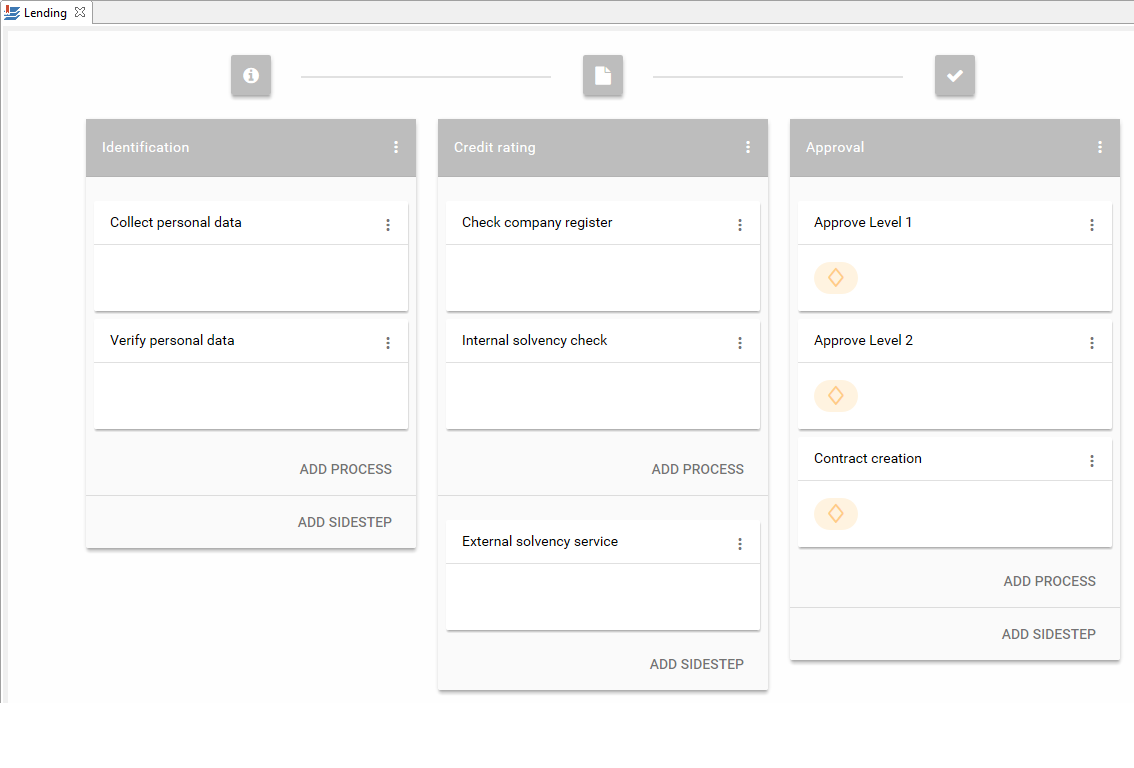 Lending
Identification
Collect personal data
Verify personal data
ADD PROCESS
ADD SIDESTEP
Credit rating
Check company register
Internal solvency check
ADD PROCESS
External solvency service
ADD SIDESTEP
Approval
Approve Level 1
Approve Level 2
Contract creation
ADD PROCESS
ADD SIDESTEP